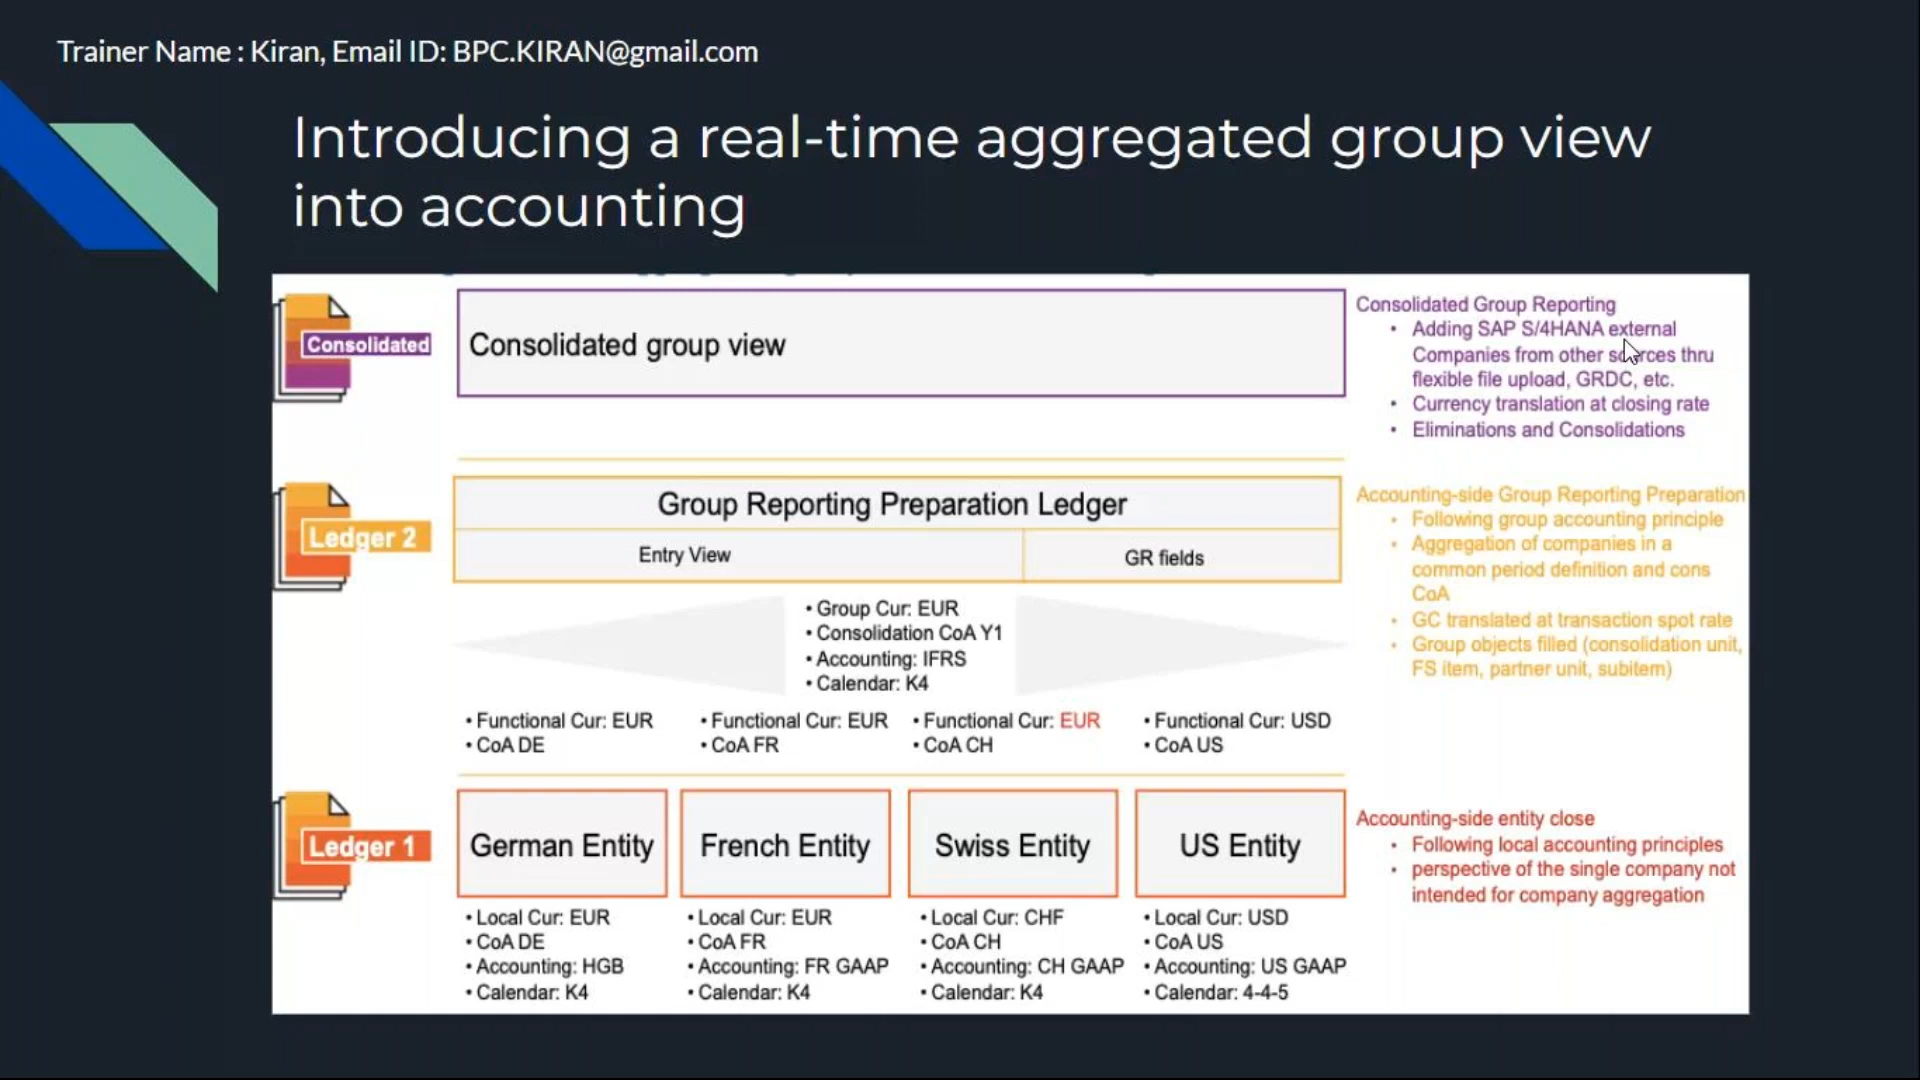 Trainer Name : Kiran, Email ID: BPC.KIRAN@gmail.com
Introducing a real-time aggregated group view
into accounting
Consolidated
Consolidated group view
Consolidated Group Reporting
• Adding SAP S/4HANA external
Companies from other sources thru
flexible file upload, GRDC, etc.
• Currency translation at closing rate
• Eliminations and Consolidations
Ledger 2
Group Reporting Preparation Ledger
Entry View
GR fields
Accounting-side Group Reporting Preparation
• Following group accounting principle
• Aggregation of companies in a
common period definition and cons
CoA
• GC translated at transaction spot rate
• Group objects filled (consolidation unit,
FS item, partner unit, subitem)
• Group Cur: EUR
• Consolidation CoA Y1
• Accounting: IFRS
• Calendar: K4
• Functional Cur: EUR
• CoA DE
• Functional Cur: EUR
• CoA FR
• Functional Cur: EUR
• CoA CH
• Functional Cur: USD
• CoA US
Ledger 1
German Entity
French Entity
Swiss Entity
US Entity
Accounting-side entity close
• Following local accounting principles
• perspective of the single company not
intended for company aggregation
• Local Cur: EUR
• CoA DE
• Accounting: HGB
• Calendar: K4
• Local Cur: EUR
• CoA FR
• Accounting: FR GAAP
• Calendar: K4
• Local Cur: CHF
• CoA CH
• Accounting: CH GAAP
• Calendar: K4
• Local Cur: USD
• CoA US
• Accounting: US GAAP
• Calendar: 4-4-5